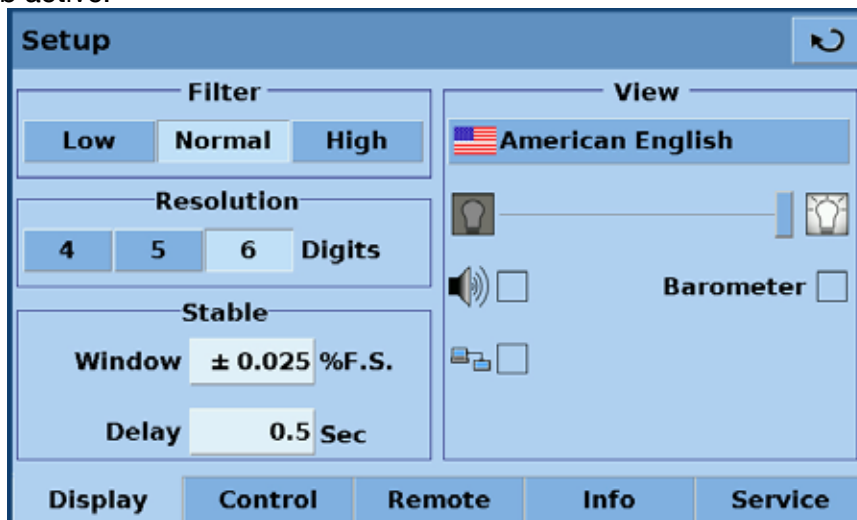 Setup
Filter
Low Normal High
Resolution
4 5 6 Digits
Stable
Window ± 0.025 %F.S.
Delay 0.5 Sec
View
American English
Barometer
Display Control Remote Info Service